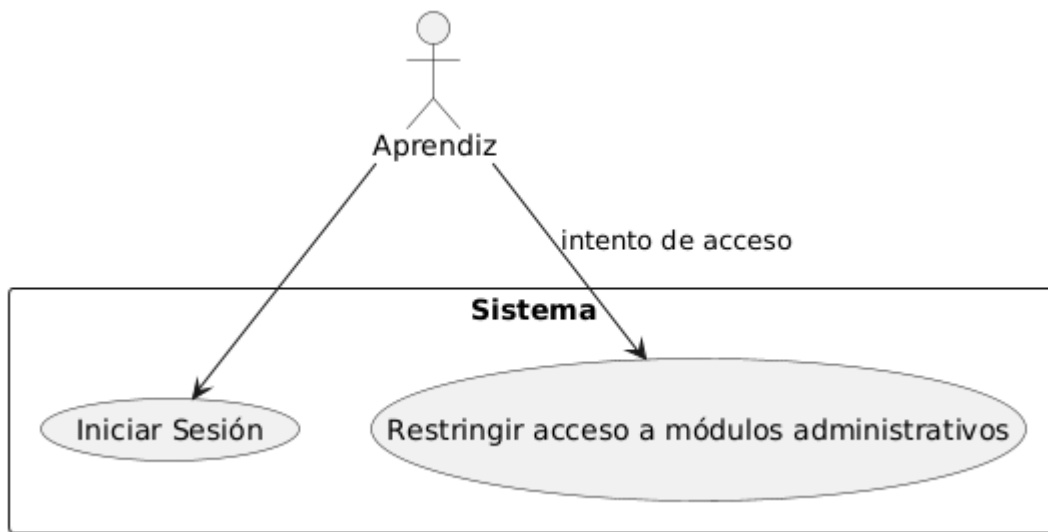 Aprendiz
intento de acceso
Sistema
Iniciar Sesión
Restringir acceso a módulos administrativos